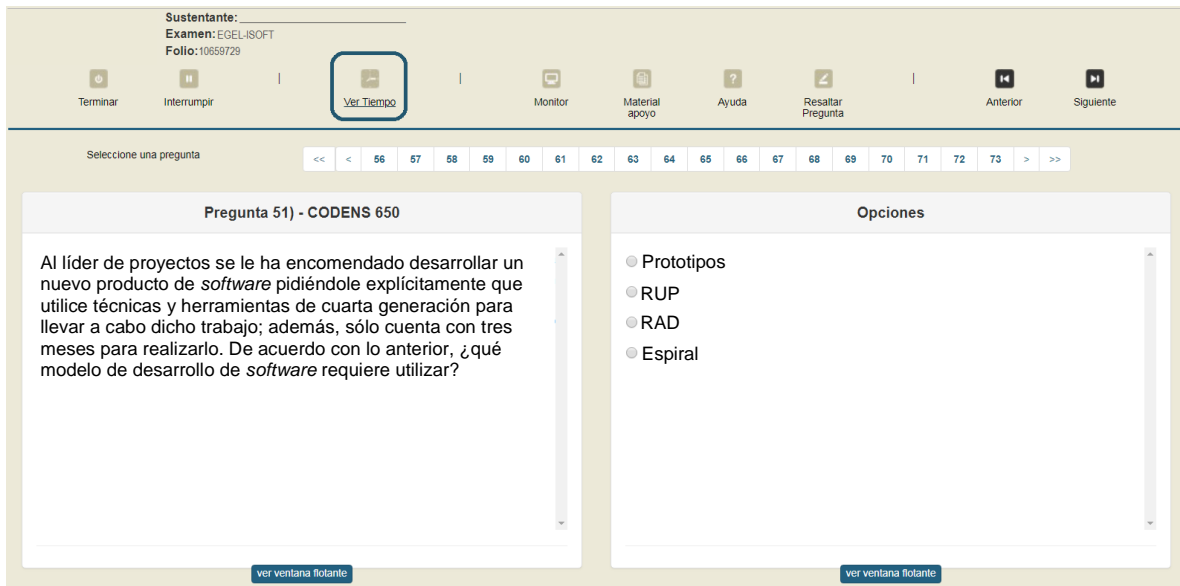 Sustentante:
Examen: EGEL-ISOFT
Folio: 10659729
Terminar
Interrumpir
|
Ver Tiempo
|
Monitor
Material
apoyo
Ayuda
Resaltar
Pregunta
|
Anterior
Siguiente
Seleccione una pregunta
<< < 56 57 58 59 60 61 62 63 64 65 66 67 68 69 70 71 72 73 > >>
Pregunta 51) - CODENS 650
Al líder de proyectos se le ha encomendado desarrollar un
nuevo producto de software pidiéndole explícitamente que
utilice técnicas y herramientas de cuarta generación para
llevar a cabo dicho trabajo; además, sólo cuenta con tres
meses para realizarlo. De acuerdo con lo anterior, ¿qué
modelo de desarrollo de software requiere utilizar?
ver ventana flotante
Opciones
Prototipos
RUP
RAD
Espiral
ver ventana flotante